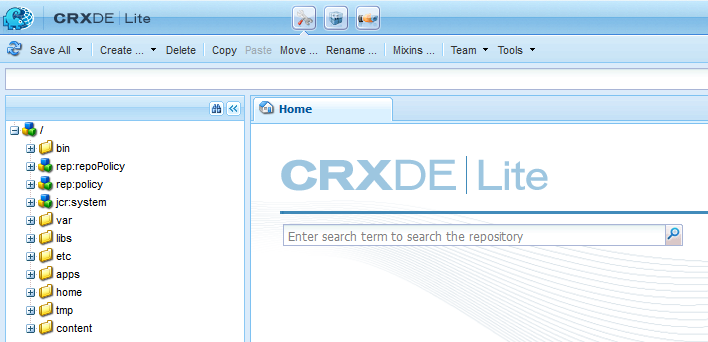 CRXDE | Lite
Save All Create ... Delete Copy Paste Move ... Rename ... Mixins ... Team Tools
Home
/
bin
rep:repoPolicy
rep:policy
jcr:system
var
libs
etc
apps
home
tmp
content
CRXDE | Lite
Enter search term to search the repository